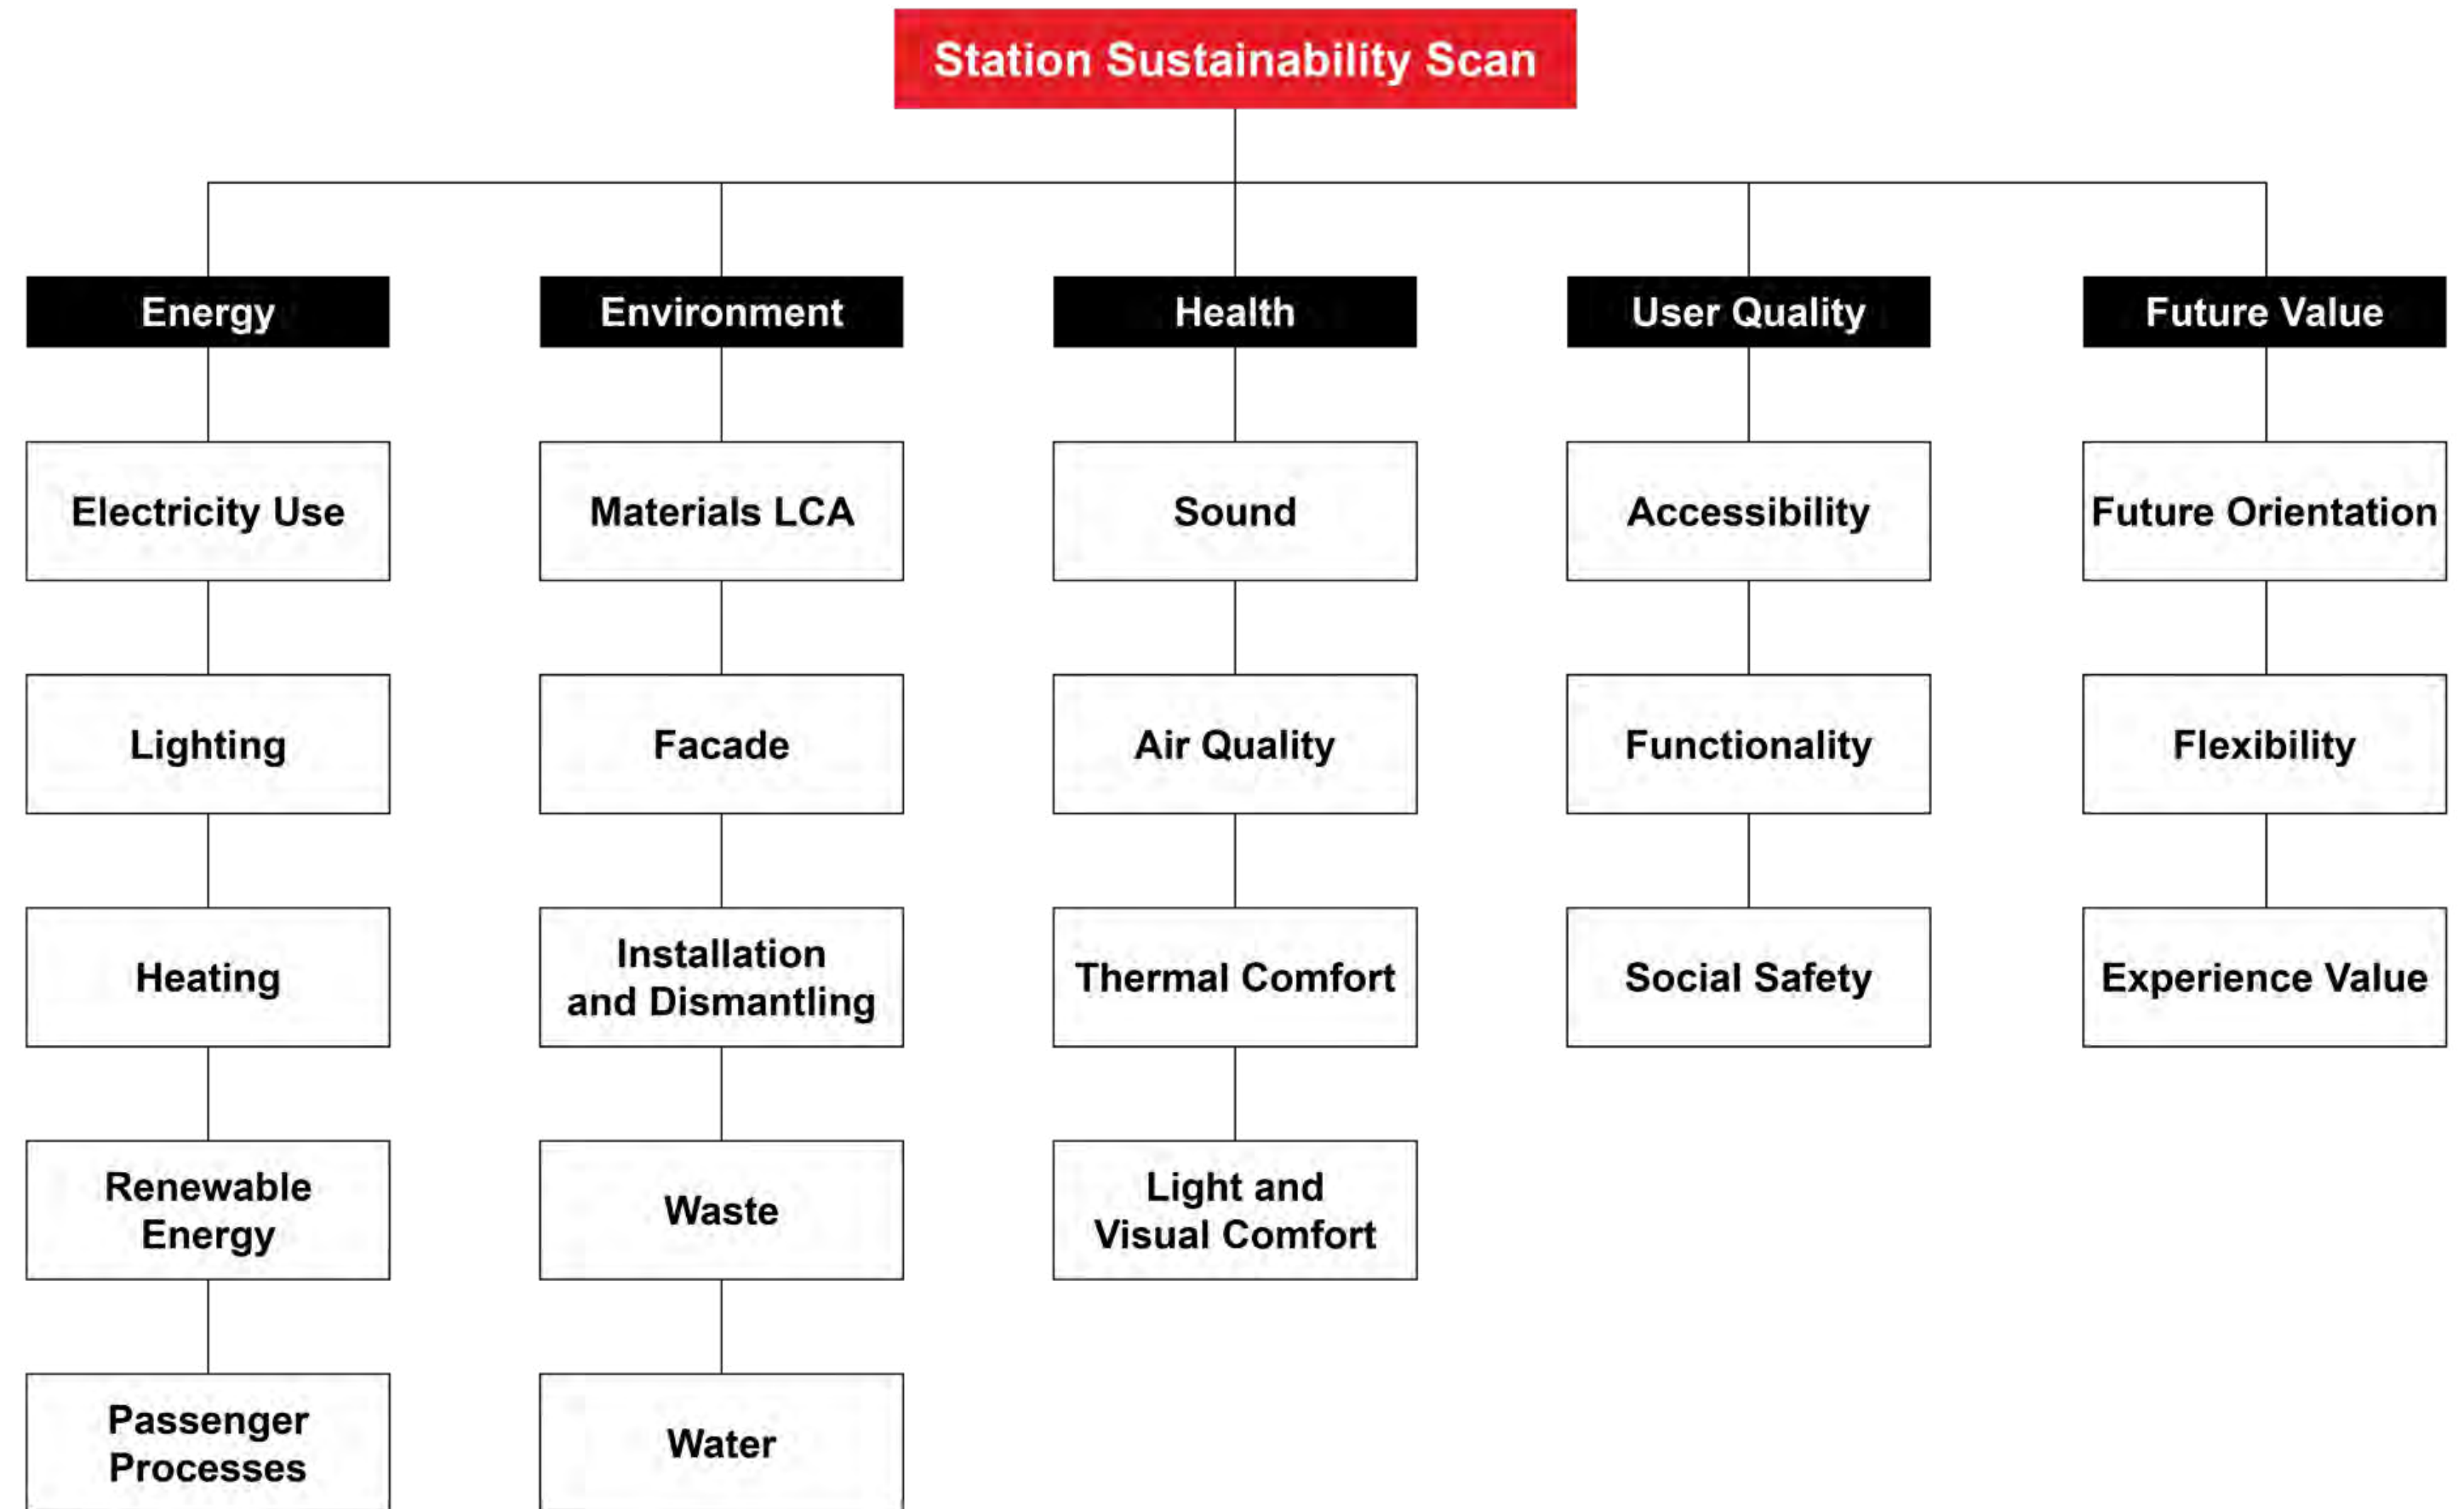 Station Sustainability Scan
Energy
Environment
Health
User Quality
Future Value
Electricity Use
Materials LCA
Sound
Accessibility
Future Orientation
Lighting
Facade
Air Quality
Functionality
Flexibility
Heating
Installation
and Dismantling
Thermal Comfort
Social Safety
Experience Value
Renewable
Energy
Waste
Light and
Visual Comfort
Passenger
Processes
Water